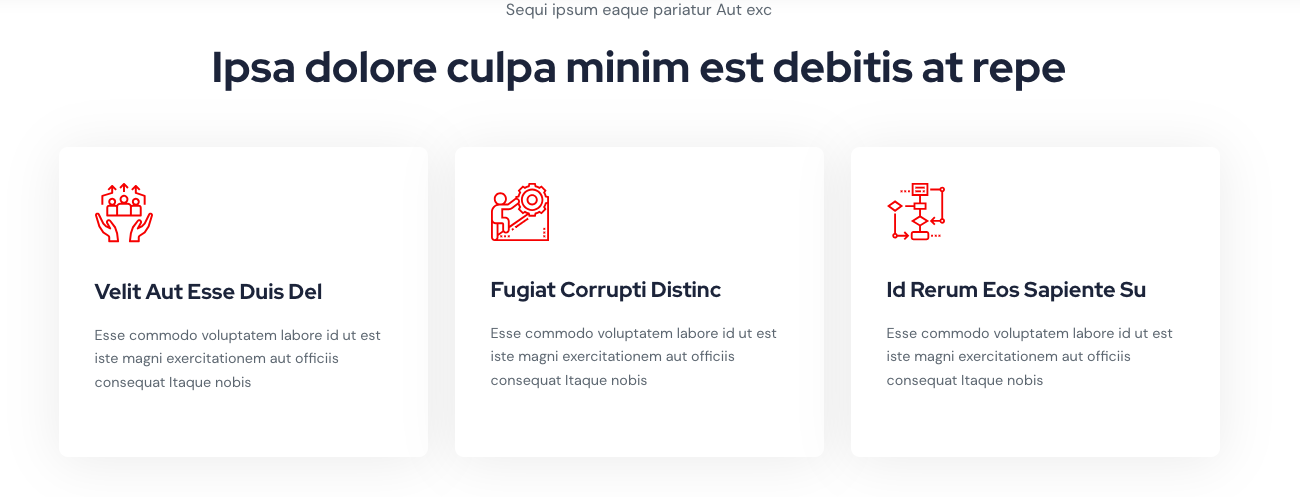 Sequi ipsum eaque pariatur Aut exc
Ipsa dolore culpa minim est debitis at repe
Velit Aut Esse Duis Del
Esse commodo voluptatem labore id ut est
iste magni exercitationem aut officiis
consequat Itaque nobis
Fugiat Corrupti Distinc
Esse commodo voluptatem labore id ut est
iste magni exercitationem aut officiis
consequat Itaque nobis
Id Rerum Eos Sapiente Su
Esse commodo voluptatem labore id ut est
iste magni exercitationem aut officiis
consequat Itaque nobis